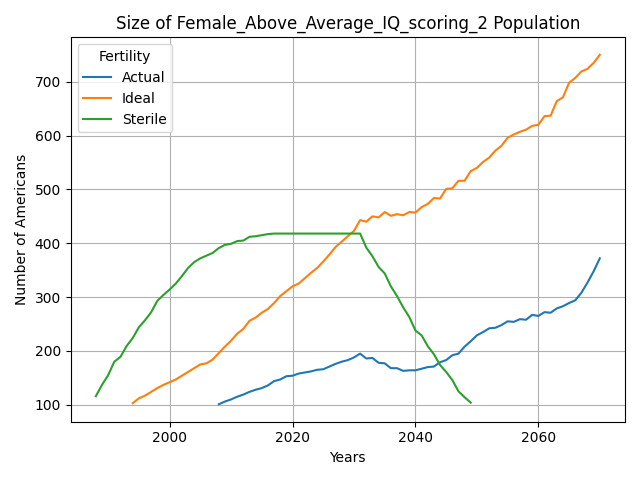 Size of Female_Above_Average_IQ_scoring_2 Population
Fertility
Actual
Ideal
Sterile
Number of Americans
700
600
500
400
300
200
100
2000
2020
2040
2060
Years